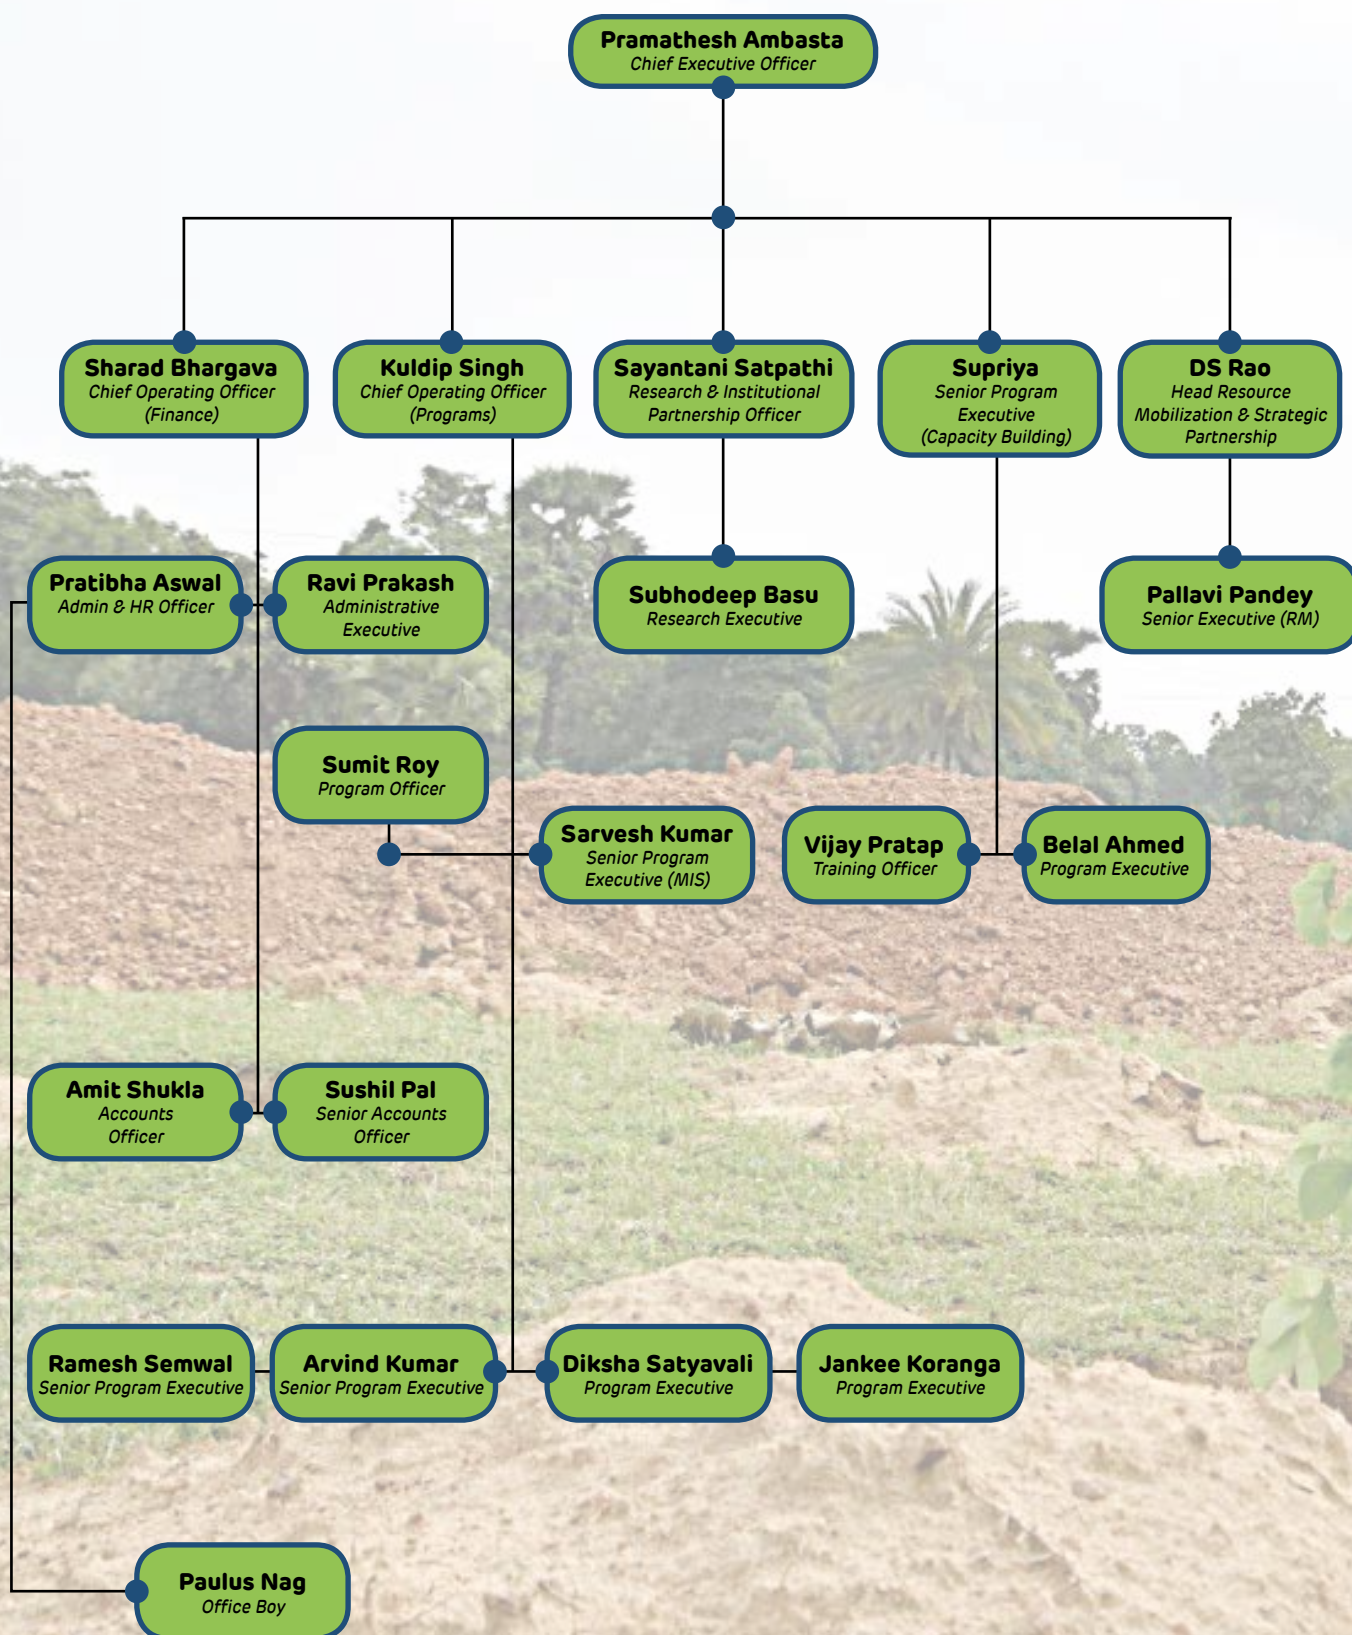 Pramathesh Ambasta
Chief Executive Officer
Sharad Bhargava
Chief Operating Officer
(Finance)
Kuldip Singh
Chief Operating Officer
(Programs)
Sayantani Satpathi
Research & Institutional
Partnership Officer
Supriya
Senior Program
Executive
(Capacity Building)
DS Rao
Head Resource
Mobilization & Strategic
Partnership
Pratibha Aswal
Admin & HR Officer
Ravi Prakash
Administrative
Executive
Subhodeep Basu
Research Executive
Pallavi Pandey
Senior Executive (RM)
Sumit Roy
Program Officer
Sarvesh Kumar
Senior Program
Executive (MIS)
Vijay Pratap
Training Officer
Belal Ahmed
Program Executive
Amit Shukla
Accounts
Officer
Sushil Pal
Senior Accounts
Officer
Ramesh Semwal
Senior Program Executive
Arvind Kumar
Senior Program Executive
Diksha Satyavali
Program Executive
Jankee Koranga
Program Executive
Paulus Nag
Office Boy